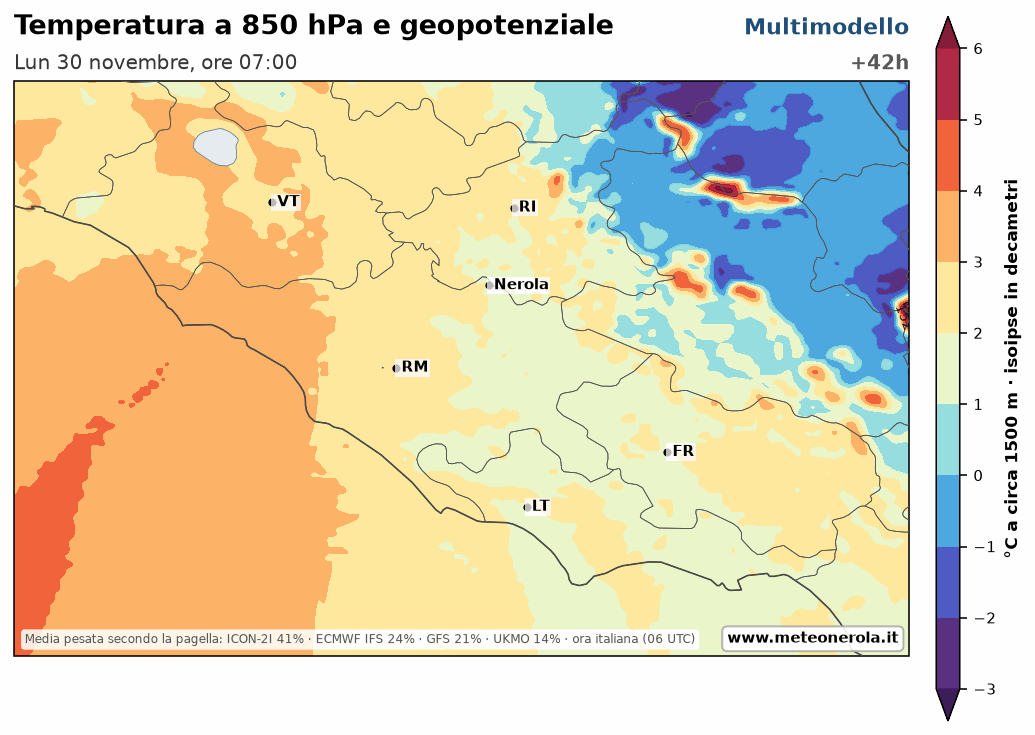 Temperatura a 850 hPa e geopotenziale
Multimodello
Lun 30 novembre, ore 07:00
+42h
VT
RI
Nerola
RM
FR
LT
Media pesata secondo la pagella: ICON-2I 41% · ECMWF IFS 24% · GFS 21% · UKMO 14% · ora italiana (06 UTC)
www.meteonerola.it
6
5
4
3
2
1
0
−1
−2
−3
°C a circa 1500 m · isoipse in decametri